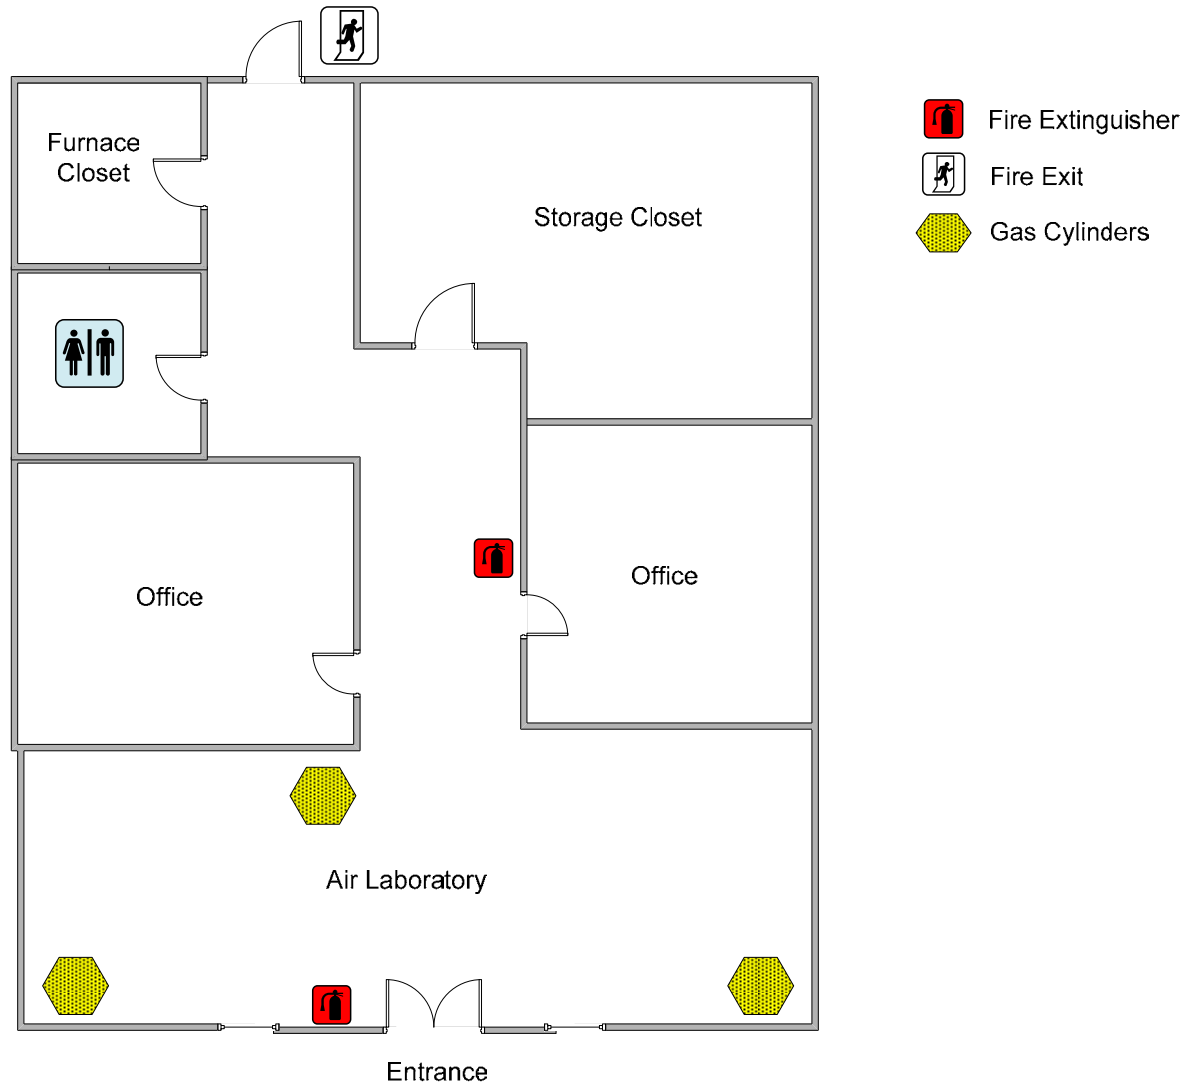 Furnace
Closet
Storage Closet
Office
Office
Air Laboratory
Entrance
Fire Extinguisher
Fire Exit
Gas Cylinders